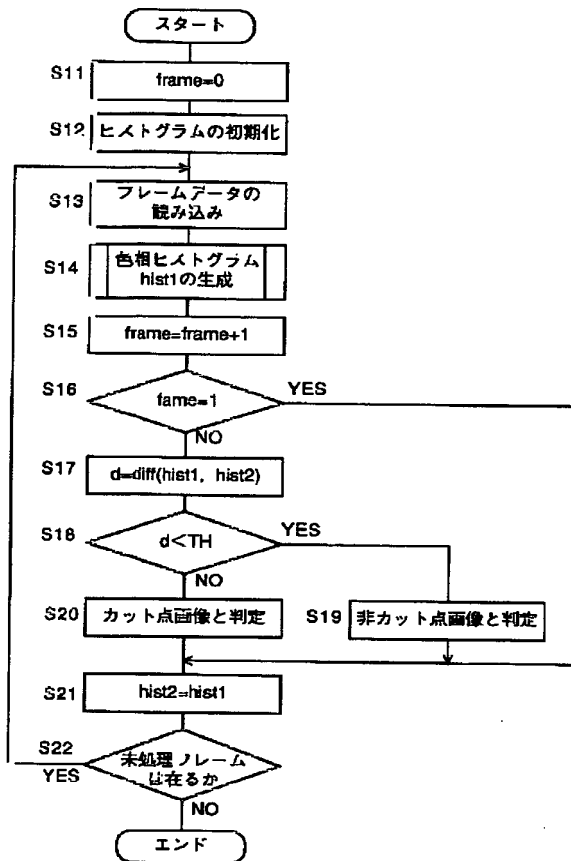 スタート
S11
frame=0
S12
ヒストグラムの初期化
S13
フレームデータの
読み込み
S14
色相ヒストグラム
hist1の生成
S15
frame=frame+1
S16
fame=1
YES
NO
S17
d=diff(hist1, hist2)
S18
d<TH
YES
NO
S20
カット点画像と判定
S19
非カット点画像と判定
S21
hist2=hist1
S22
未処理フレーム
は在るか
YES
NO
エンド